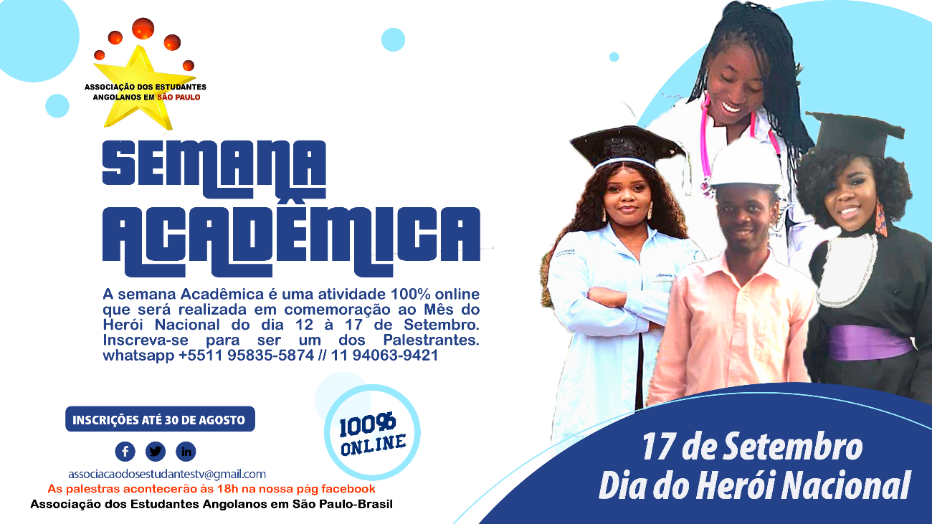 ASSOCIAÇÃO DOS ESTUDANTES
ANGOLANOS EM SÃO PAULO
SEMANA
ACADÊMICA
A semana Acadêmica é uma atividade 100% online
que será realizada em comemoração ao Mês do
Herói Nacional do dia 12 à 17 de Setembro.
Inscreva-se para ser um dos Palestrantes.
whatsapp +5511 95835-5874 // 11 94063-9421
INSCRIÇÕES ATÉ 30 DE AGOSTO
100%
ONLINE
associacaodosestudantestv@gmail.com
As palestras acontecerão às 18h na nossa pág facebook
Associação dos Estudantes Angolanos em São Paulo-Brasil
17 de Setembro
Dia do Herói Nacional